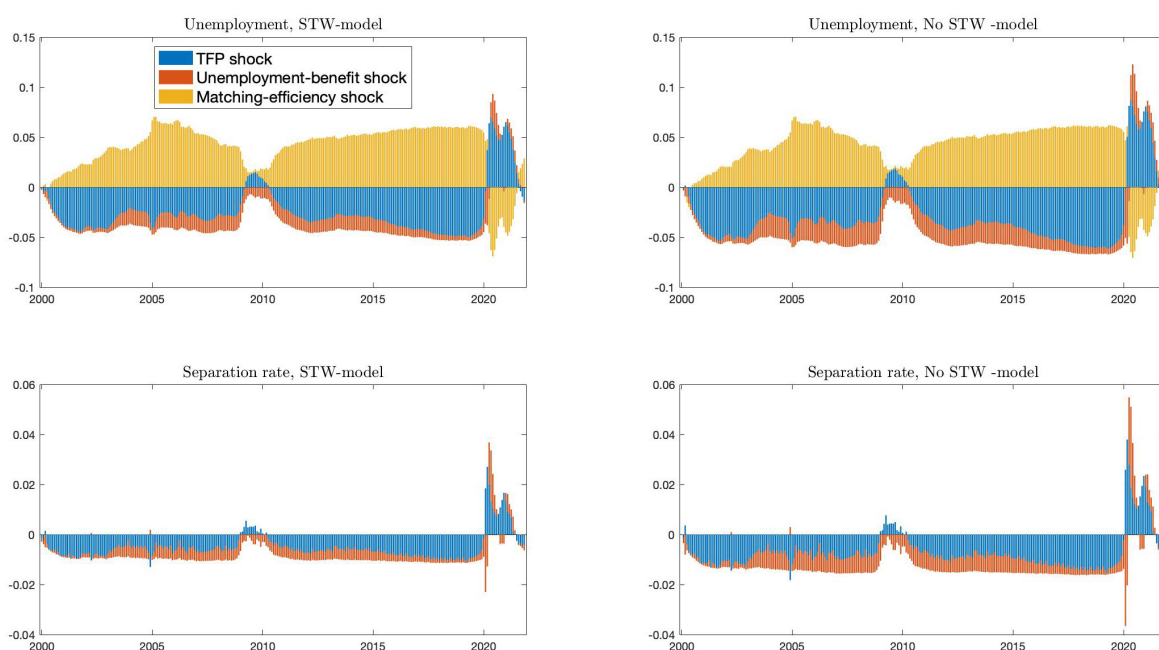 Unemployment, STW-model
0.15
0.1
0.05
0
-0.05
-0.1
2000 2005 2010 2015 2020
TFP shock
Unemployment-benefit shock
Matching-efficiency shock
Unemployment, No STW -model
0.15
0.1
0.05
0
-0.05
-0.1
2000 2005 2010 2015 2020
Separation rate, STW-model
0.06
0.04
0.02
0
-0.02
-0.04
2000 2005 2010 2015 2020
Separation rate, No STW -model
0.06
0.04
0.02
0
-0.02
-0.04
2000 2005 2010 2015 2020